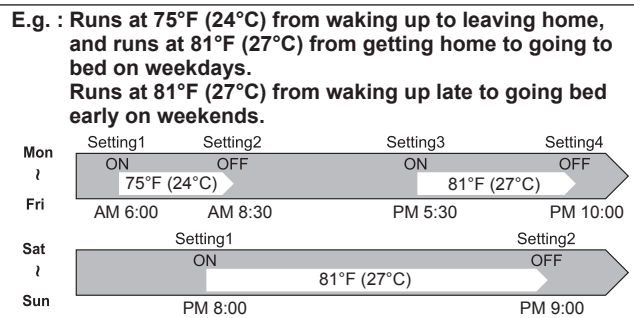 E.g. : Runs at 75°F (24°C) from waking up to leaving home,
and runs at 81°F (27°C) from getting home to going to
bed on weekdays.
Runs at 81°F (27°C) from waking up late to going bed
early on weekends.
Setting1 Setting2 Setting3 Setting4
Mon
ON OFF ON OFF
~
75°F (24°C) 81°F (27°C)
Fri
AM 6:00 AM 8:30 PM 5:30 PM 10:00
Setting1 Setting2
Sat
ON OFF
~
81°F (27°C)
Sun
PM 8:00 PM 9:00